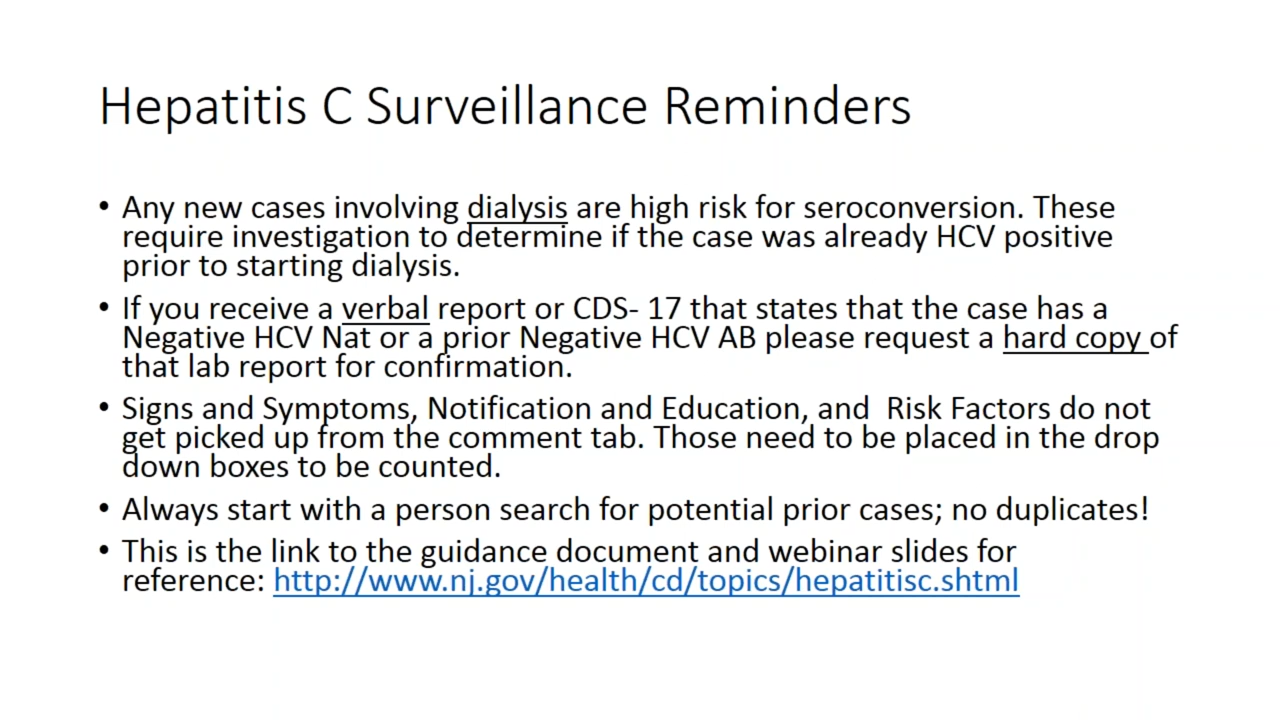 Hepatitis C Surveillance Reminders
• Any new cases involving dialysis are high risk for seroconversion. These
require investigation to determine if the case was already HCV positive
prior to starting dialysis.
• If you receive a verbal report or CDS- 17 that states that the case has a
Negative HCV Nat or a prior Negative HCV AB please request a hard copy of
that lab report for confirmation.
• Signs and Symptoms, Notification and Education, and  Risk Factors do not
get picked up from the comment tab. Those need to be placed in the drop
down boxes to be counted.
• Always start with a person search for potential prior cases; no duplicates!
• This is the link to the guidance document and webinar slides for
reference: http://www.nj.gov/health/cd/topics/hepatitisc.shtml